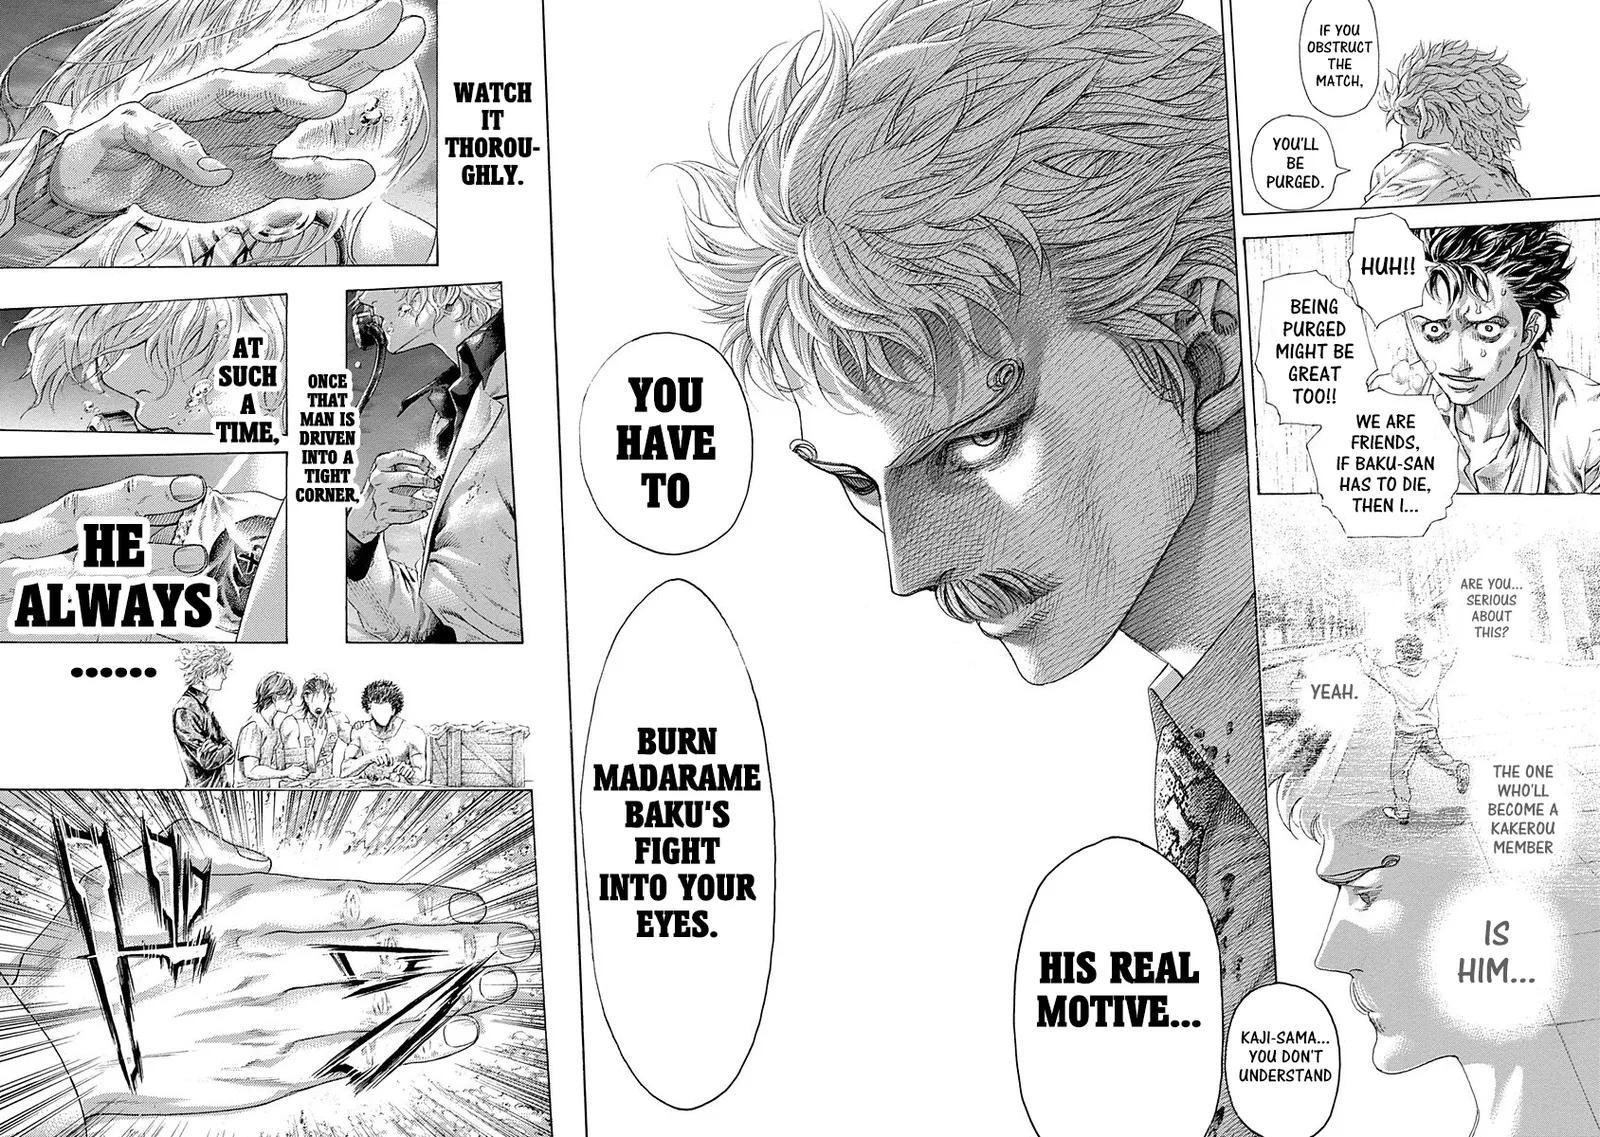 IF YOU
OBSTRUCT
THE
MATCH,
YOU'LL
BE
PURGED.
HUH!!
BEING
PURGED
MIGHT BE
GREAT
TOO!!
WE ARE
FRIENDS,
IF BAKU-SAN
HAS TO DIE,
THEN I...
ARE YOU...
SERIOUS
ABOUT
THIS?
YEAH.
THE ONE
WHO'LL
BECOME A
KAKEROU
MEMBER
IS
HIM...
KAJI-SAMA...
YOU DON'T
UNDERSTAND
HIS REAL
MOTIVE...
YOU
HAVE
TO
BURN
MADARAME
BAKU'S
FIGHT
INTO YOUR
EYES.
WATCH
IT
THOROU-
GHLY.
ONCE
THAT
MAN IS
DRIVEN
INTO A
TIGHT
CORNER,
AT
SUCH
A
TIME,
HE
ALWAYS
......